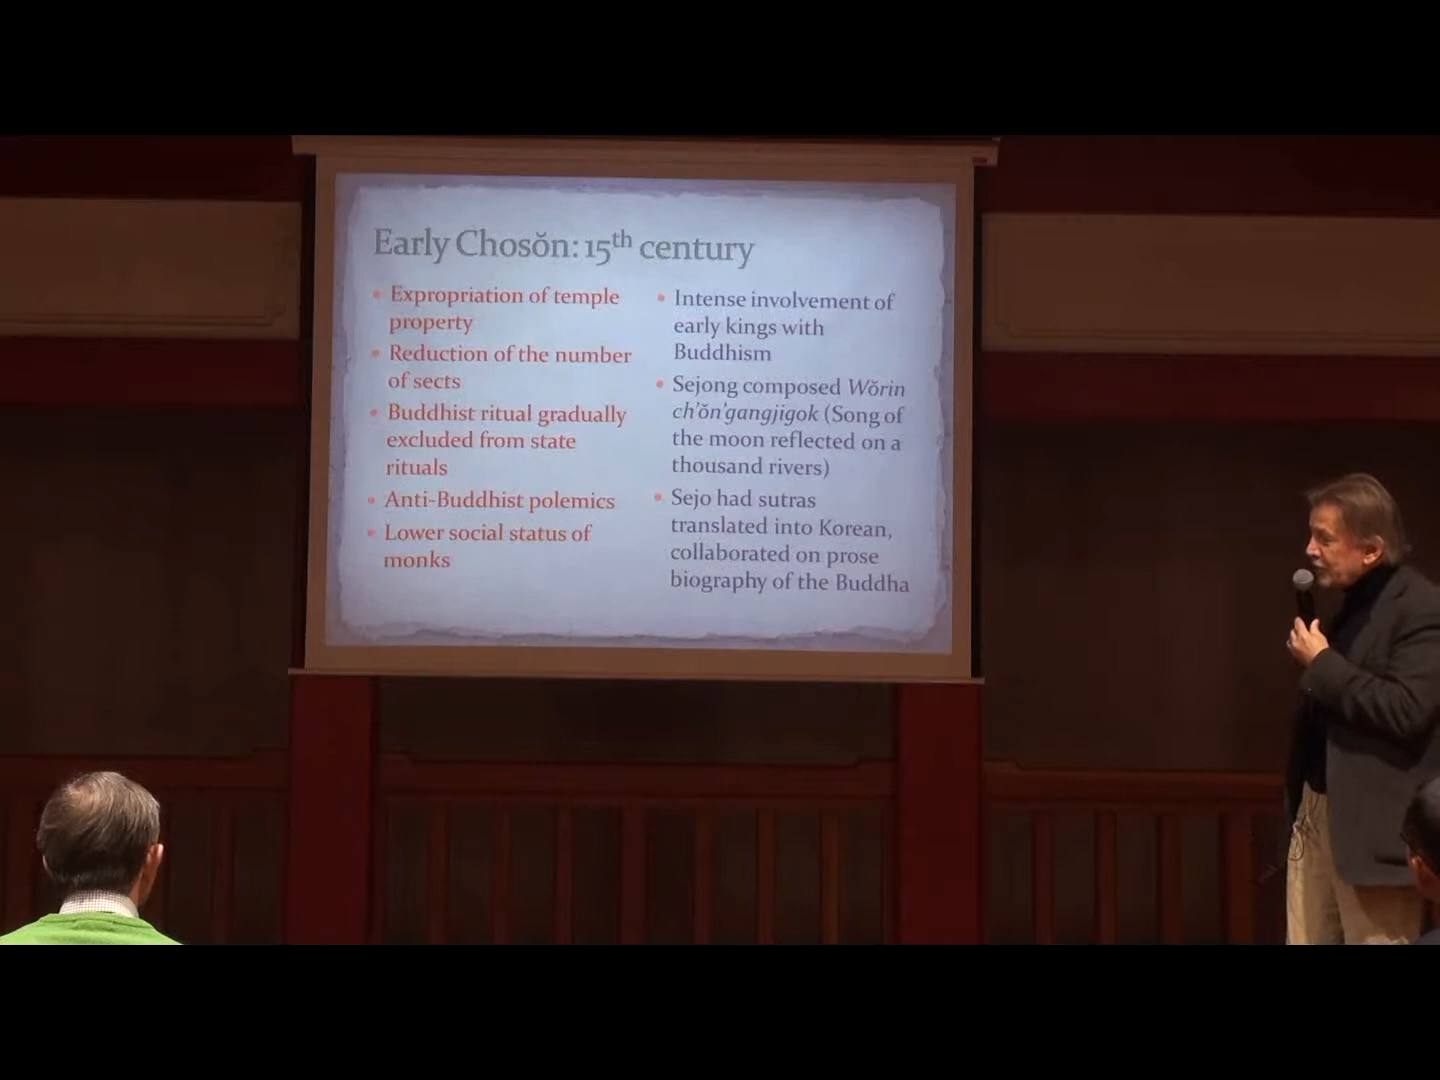 Early Chosŏn: 15th century
• Expropriation of temple
property
• Reduction of the number
of sects
• Buddhist ritual gradually
excluded from state
rituals
• Anti-Buddhist polemics
• Lower social status of
monks
• Intense involvement of
early kings with
Buddhism
• Sejong composed Wŏrin
ch'ŏn'gangjigok (Song of
the moon reflected on a
thousand rivers)
• Sejo had sutras
translated into Korean,
collaborated on prose
biography of the Buddha